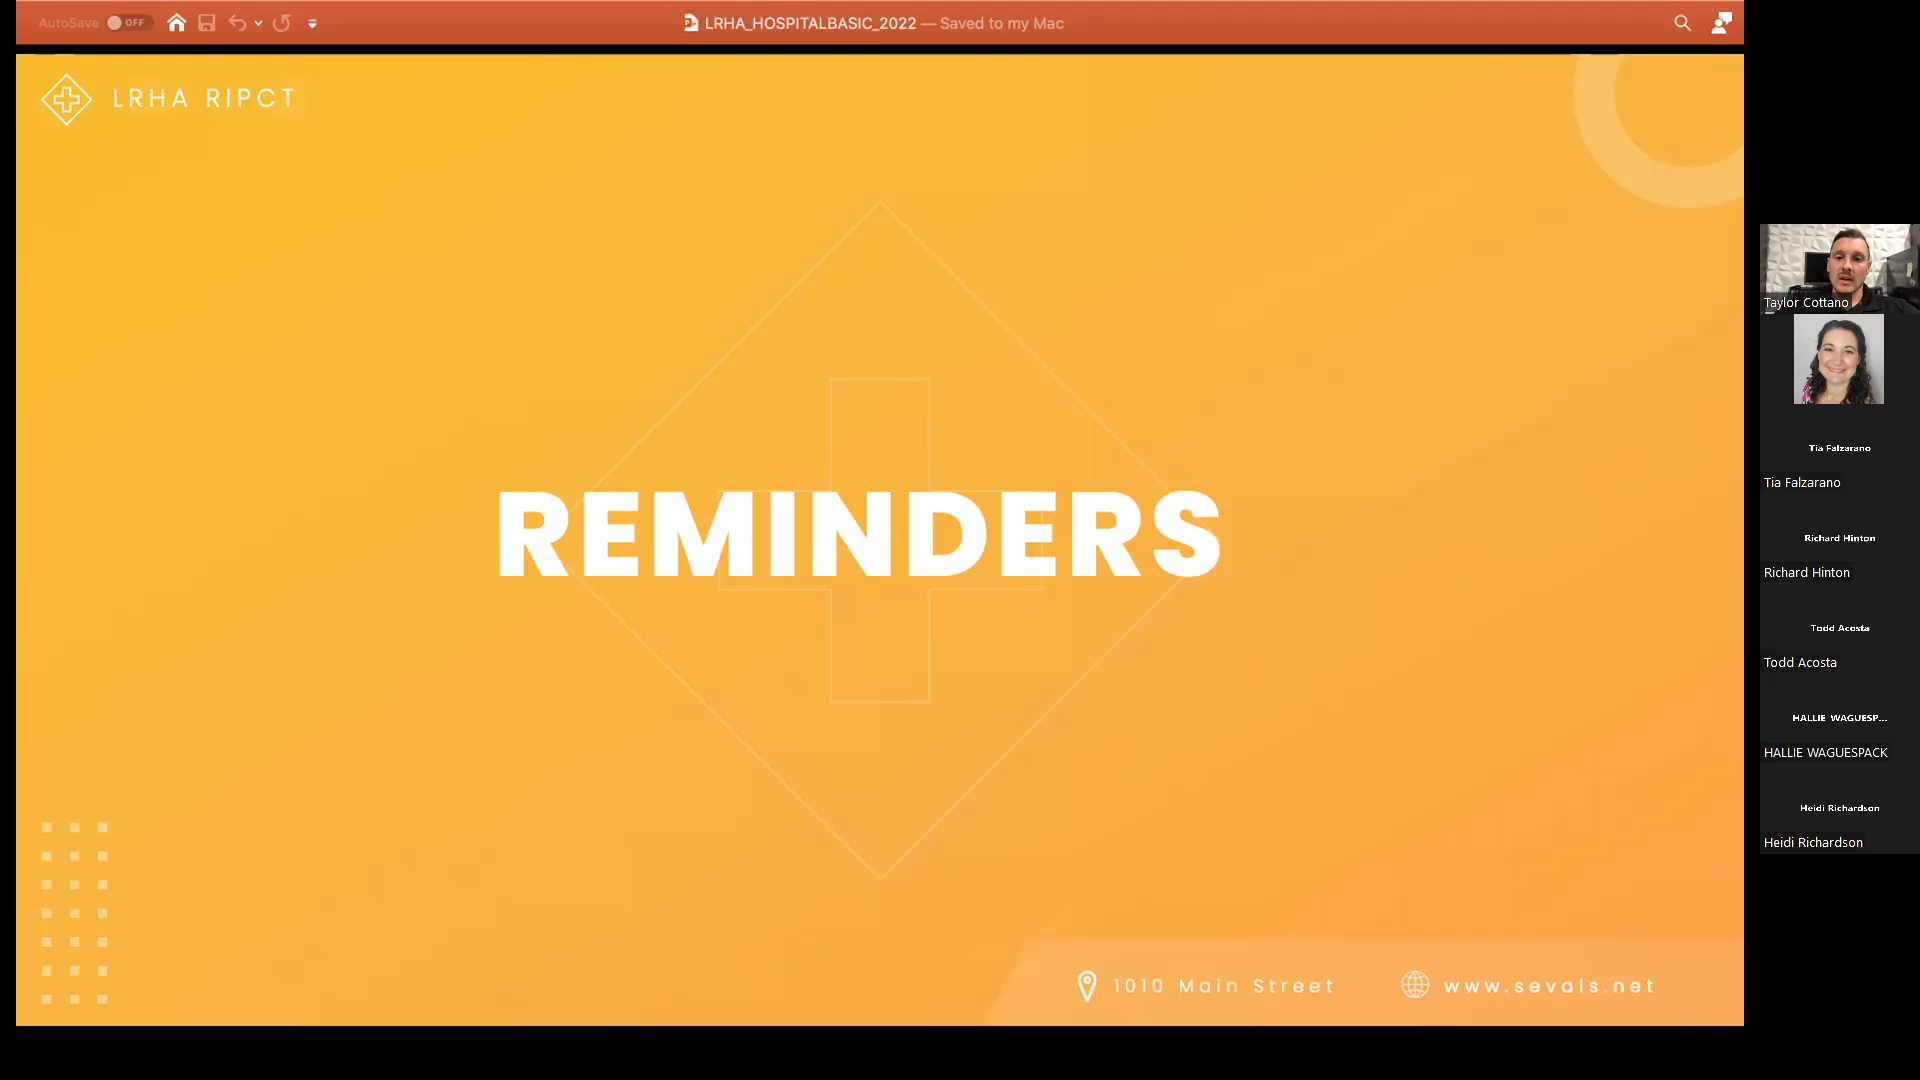 AutoSave OFF
LRHA_HOSPITALBASIC_2022 — Saved to my Mac
LRHA RIPCT
REMINDERS
1010 Main Street
www.sevals.net
Taylor Cottano
Tia Falzarano
Tia Falzarano
Richard Hinton
Richard Hinton
Todd Acosta
Todd Acosta
HALLIE WAGUESP...
HALLIE WAGUESPACK
Heidi Richardson
Heidi Richardson